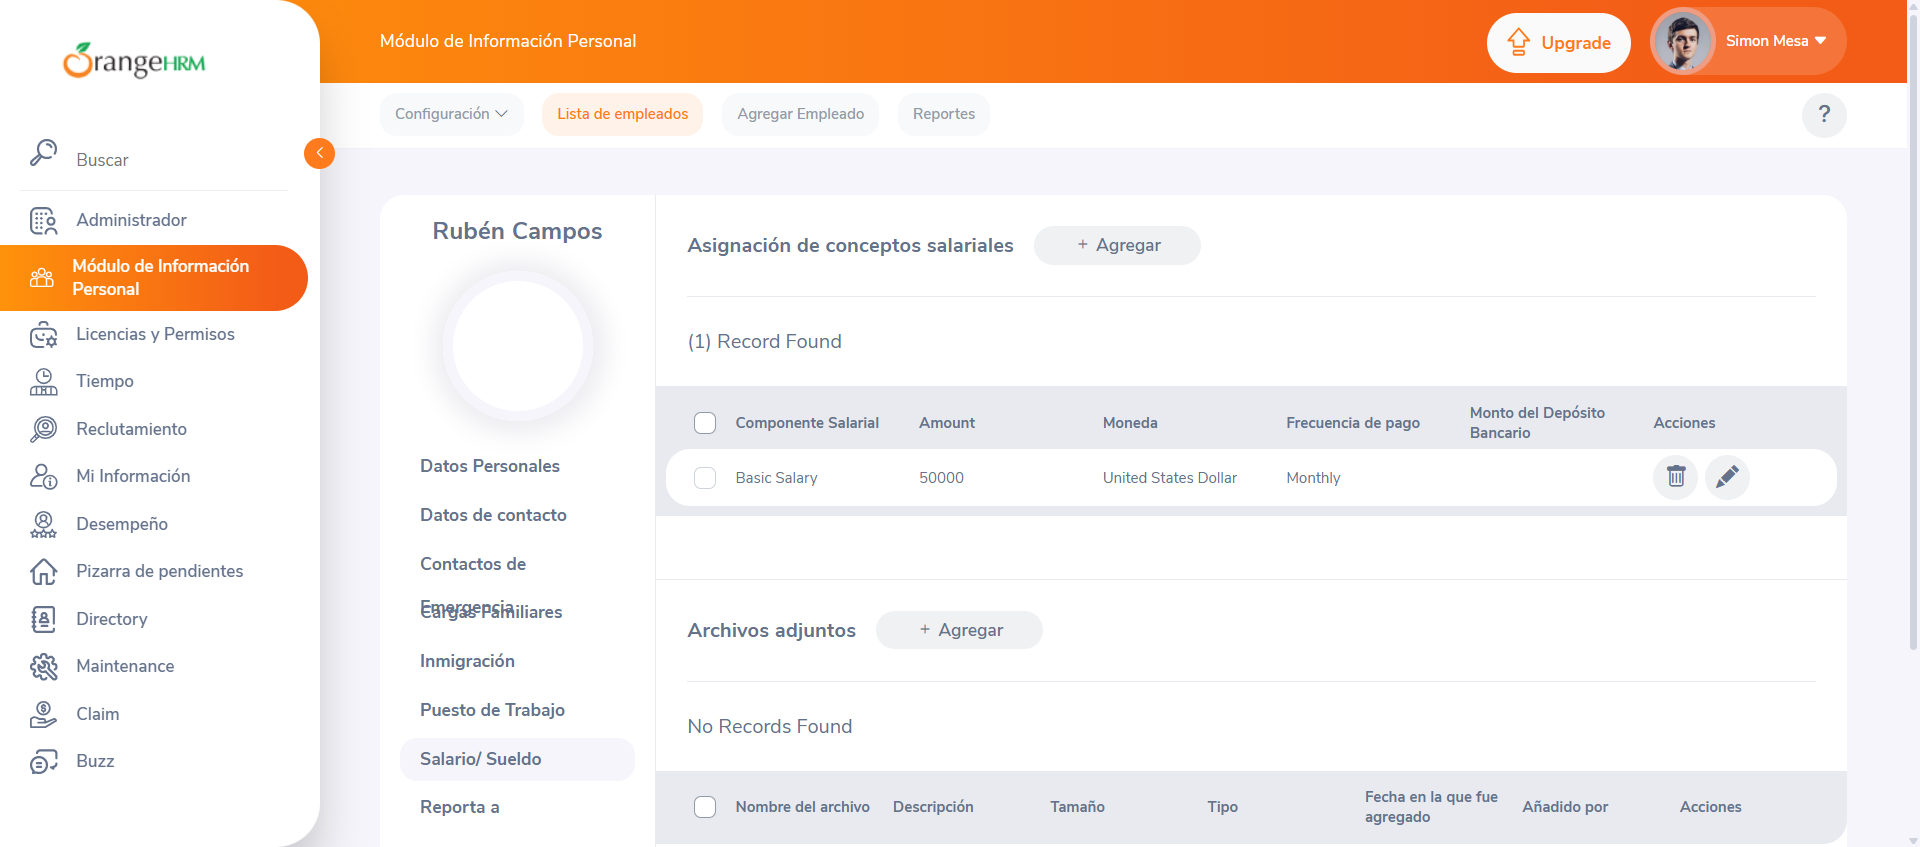 OrangeHRM
Módulo de Información Personal
Upgrade
Simon Mesa
Configuración
Lista de empleados
Agregar Empleado
Reportes
?
Buscar
Administrador
Módulo de Información
Personal
Licencias y Permisos
Tiempo
Reclutamiento
Mi Información
Desempeño
Pizarra de pendientes
Directory
Maintenance
Claim
Buzz
Rubén Campos
Datos Personales
Datos de contacto
Contactos de
Emergencia
Cargas Familiares
Inmigración
Puesto de Trabajo
Salario/ Sueldo
Reporta a
Asignación de conceptos salariales
+ Agregar
(1) Record Found
Componente Salarial Amount Moneda Frecuencia de pago Monto del Depósito Bancario Acciones
Basic Salary 50000 United States Dollar Monthly
Archivos adjuntos
+ Agregar
No Records Found
Nombre del archivo Descripción Tamaño Tipo Fecha en la que fue agregado Añadido por Acciones